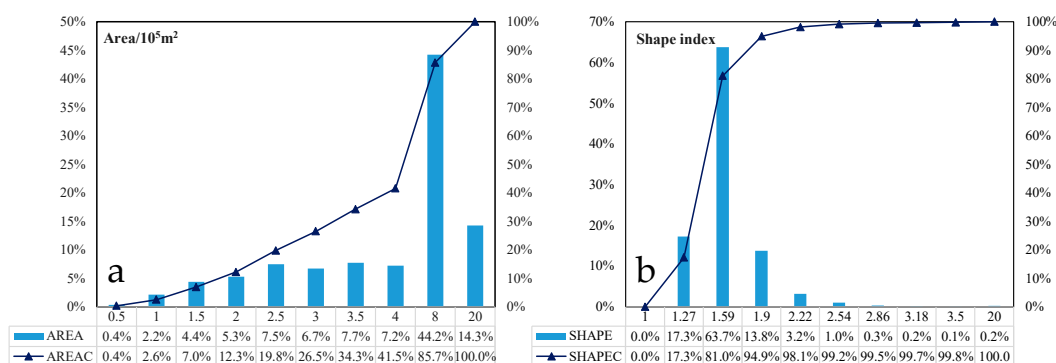 50% 100% 70% 100%
Area/10⁵m² Shape index
45% 90% 90%
60%
40% 80% 80%
35% 70% 50% 70%
30% 60% 60%
40%
25% 50% 50%
20% 40% 30% 40%
15% 30% 30%
20%
10% 20% 20%
a b
5% 10% 10% 10%
0% 0% 0% 0%
0.5 1 1.5 2 2.5 3 3.5 4 8 20 1 1.27 1.59 1.9 2.22 2.54 2.86 3.18 3.5 20
AREA 0.4% 2.2% 4.4% 5.3% 7.5% 6.7% 7.7% 7.2% 44.2% 14.3% SHAPE 0.0% 17.3% 63.7% 13.8% 3.2% 1.0% 0.3% 0.2% 0.1% 0.2%
AREAC 0.4% 2.6% 7.0% 12.3% 19.8% 26.5% 34.3% 41.5% 85.7% 100.0% SHAPEC 0.0% 17.3% 81.0% 94.9% 98.1% 99.2% 99.5% 99.7% 99.8% 100.0